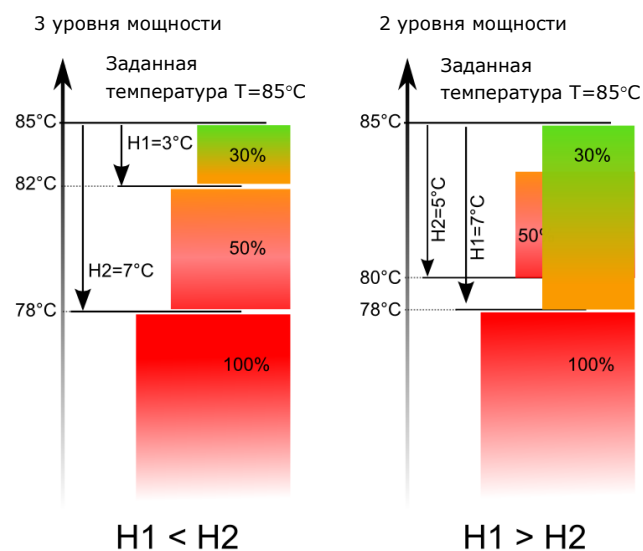 3 уровня мощности
Заданная
температура T=85°C
85°C
H1=3°C
30%
82°C
50%
H2=7°C
78°C
100%
H1 < H2
2 уровня мощности
Заданная
температура T=85°C
85°C
30%
H2=5°C
H1=7°C
50%
80°C
78°C
100%
H1 > H2